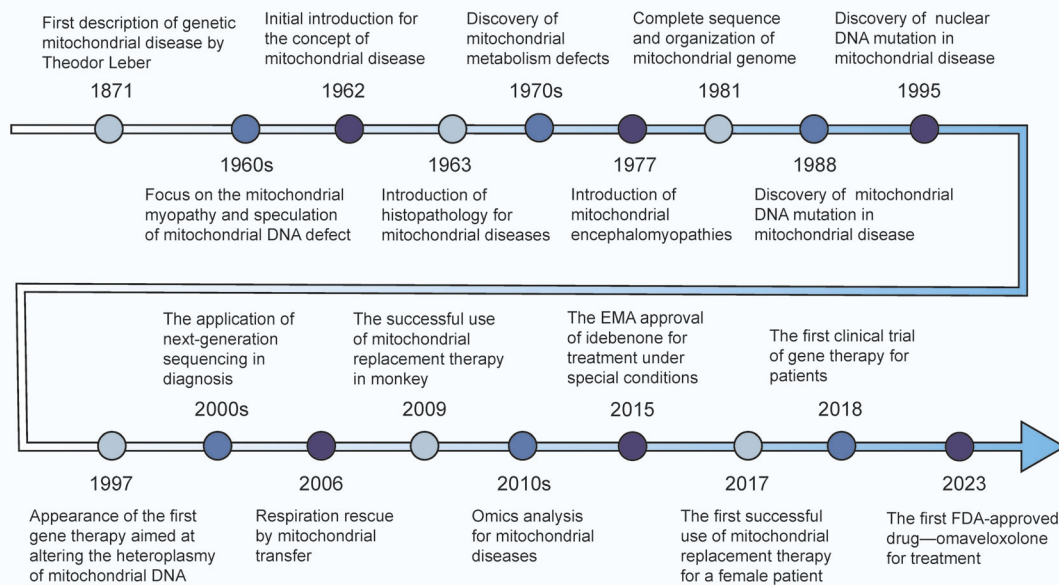 First description of genetic
mitochondrial disease by
Theodor Leber
1871
1960s
Focus on the mitochondrial
myopathy and speculation
of mitochondrial DNA defect
Initial introduction for
the concept of
mitochondrial disease
1962
1963
Introduction of
histopathology for
mitochondrial diseases
Discovery of
mitochondrial
metabolism defects
1970s
1977
Introduction of
mitochondrial
encephalomyopathies
Complete sequence
and organization of
mitochondrial genome
1981
1988
Discovery of mitochondrial
DNA mutation in
mitochondrial disease
Discovery of nuclear
DNA mutation in
mitochondrial disease
1995
1997
Appearance of the first
gene therapy aimed at
altering the heteroplasmy
of mitochondrial DNA
The application of
next-generation
sequencing in
diagnosis
2000s
2006
Respiration rescue
by mitochondrial
transfer
The successful use
of mitochondrial
replacement therapy
in monkey
2009
2010s
Omics analysis
for mitochondrial
diseases
The EMA approval
of idebenone for
treatment under
special conditions
2015
2017
The first successful
use of mitochondrial
replacement therapy
for a female patient
The first clinical trial
of gene therapy for
patients
2018
2023
The first FDA-approved
drug—omaveloxolone
for treatment